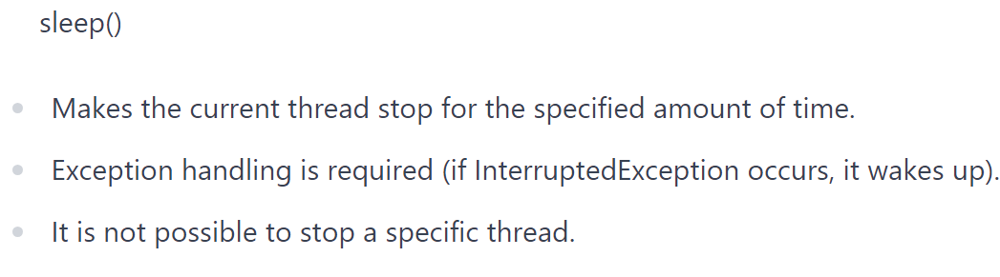 sleep()
Makes the current thread stop for the specified amount of time.
Exception handling is required (if InterruptedException occurs, it wakes up).
It is not possible to stop a specific thread.